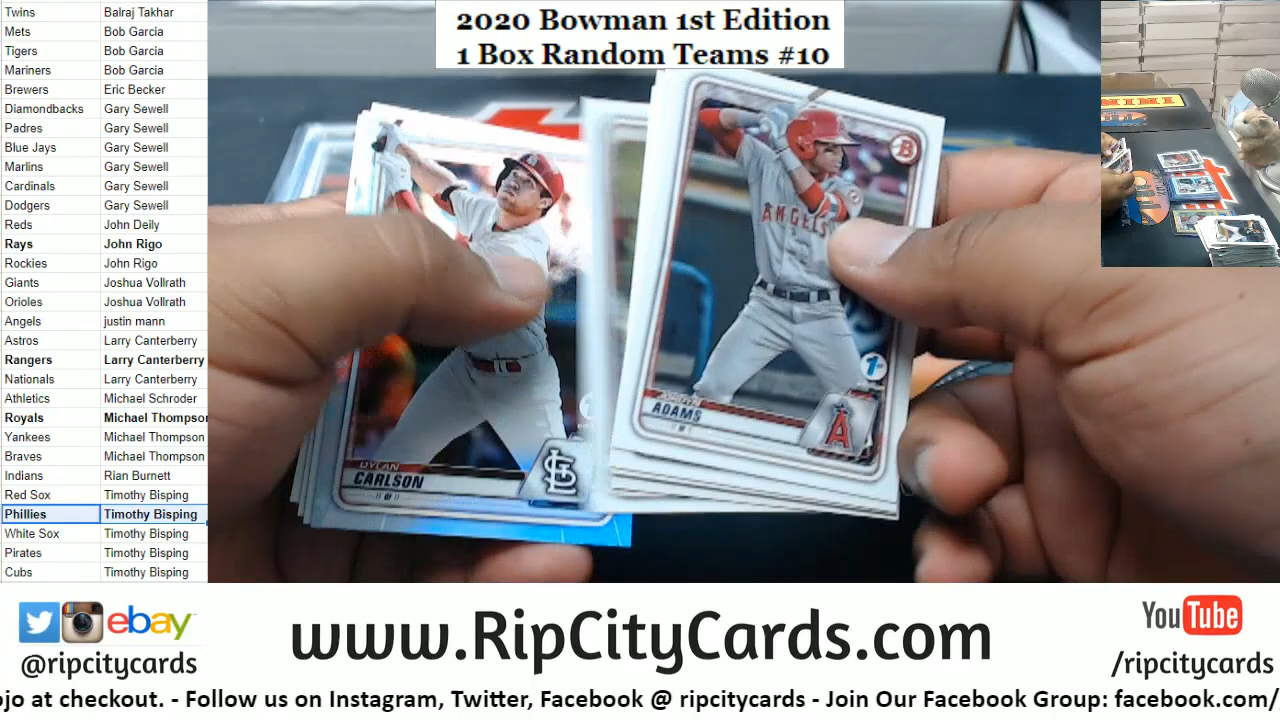 Twins Balraj Takhar
Mets Bob Garcia
Tigers Bob Garcia
Mariners Bob Garcia
Brewers Eric Becker
Diamondbacks Gary Sewell
Padres Gary Sewell
Blue Jays Gary Sewell
Marlins Gary Sewell
Cardinals Gary Sewell
Dodgers Gary Sewell
Reds John Deily
Rays John Rigo
Rockies John Rigo
Giants Joshua Vollrath
Orioles Joshua Vollrath
Angels justin mann
Astros Larry Canterberry
Rangers Larry Canterberry
Nationals Larry Canterberry
Athletics Michael Schroder
Royals Michael Thompson
Yankees Michael Thompson
Braves Michael Thompson
Indians Rian Burnett
Red Sox Timothy Bisping
Phillies Timothy Bisping
White Sox Timothy Bisping
Pirates Timothy Bisping
Cubs Timothy Bisping
2020 Bowman 1st Edition
1 Box Random Teams #10
B
ANGELS
1st
ADAMS
A
DYLAN
CARLSON
STL
PANINI
ebay
@ripcitycards
www.RipCityCards.com
YouTube
/ripcitycards
ojo at checkout. - Follow us on Instagram, Twitter, Facebook @ ripcitycards - Join Our Facebook Group: facebook.com/